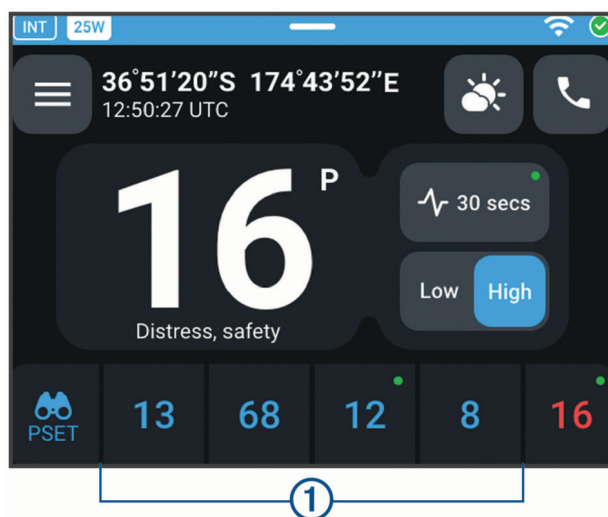 INT 25W
36°51'20"S 174°43'52"E
12:50:27 UTC
16 P
Distress, safety
30 secs
Low High
PSET 13 68 12 8 16
1